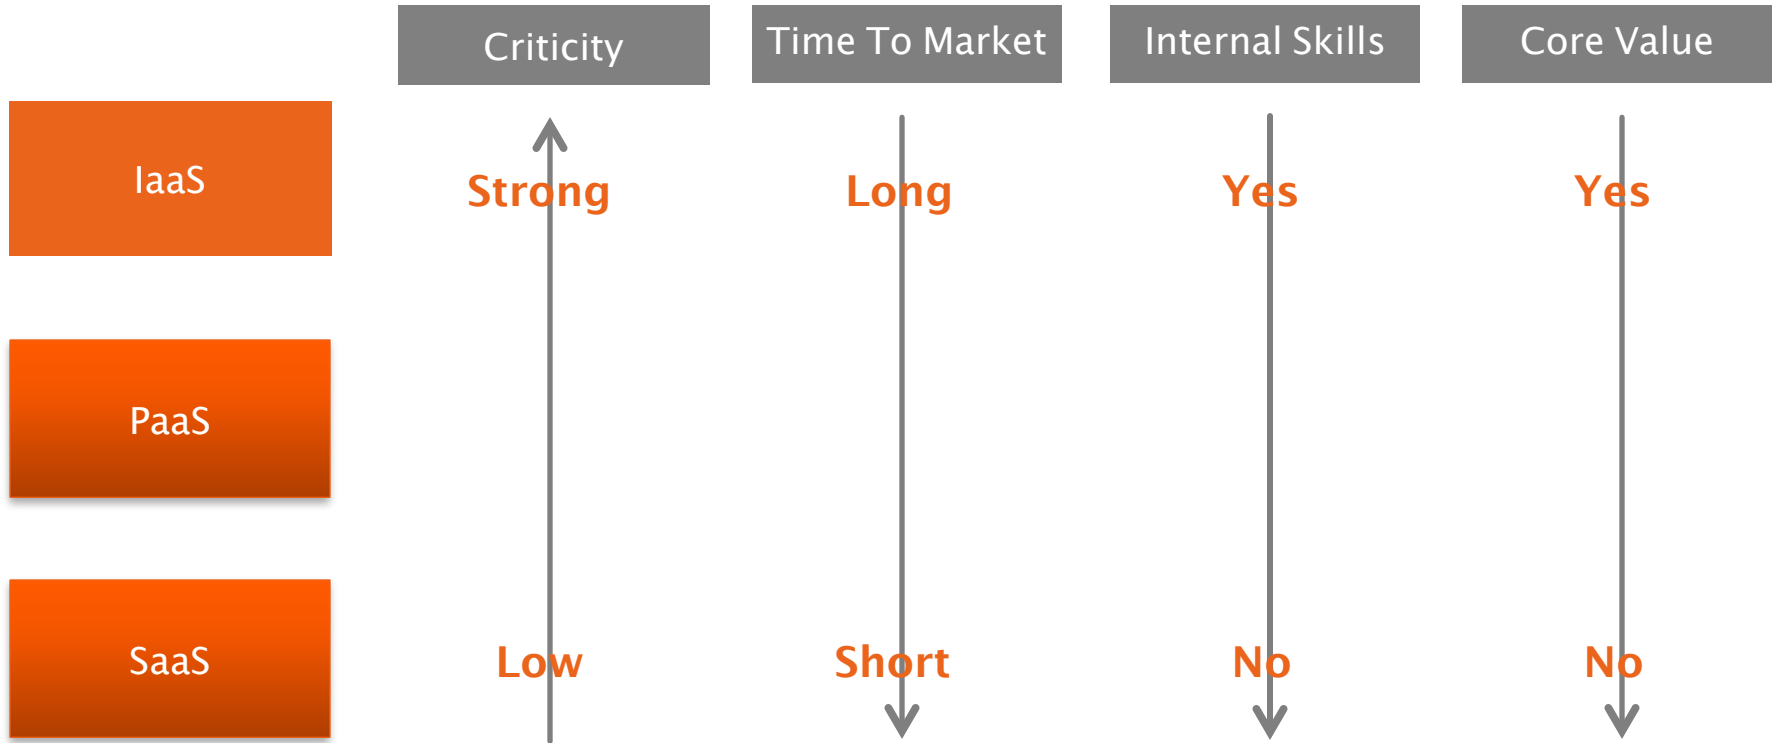 Criticity
Time To Market
Internal Skills
Core Value
IaaS
Strong
Long
Yes
Yes
PaaS
SaaS
Low
Short
No
No